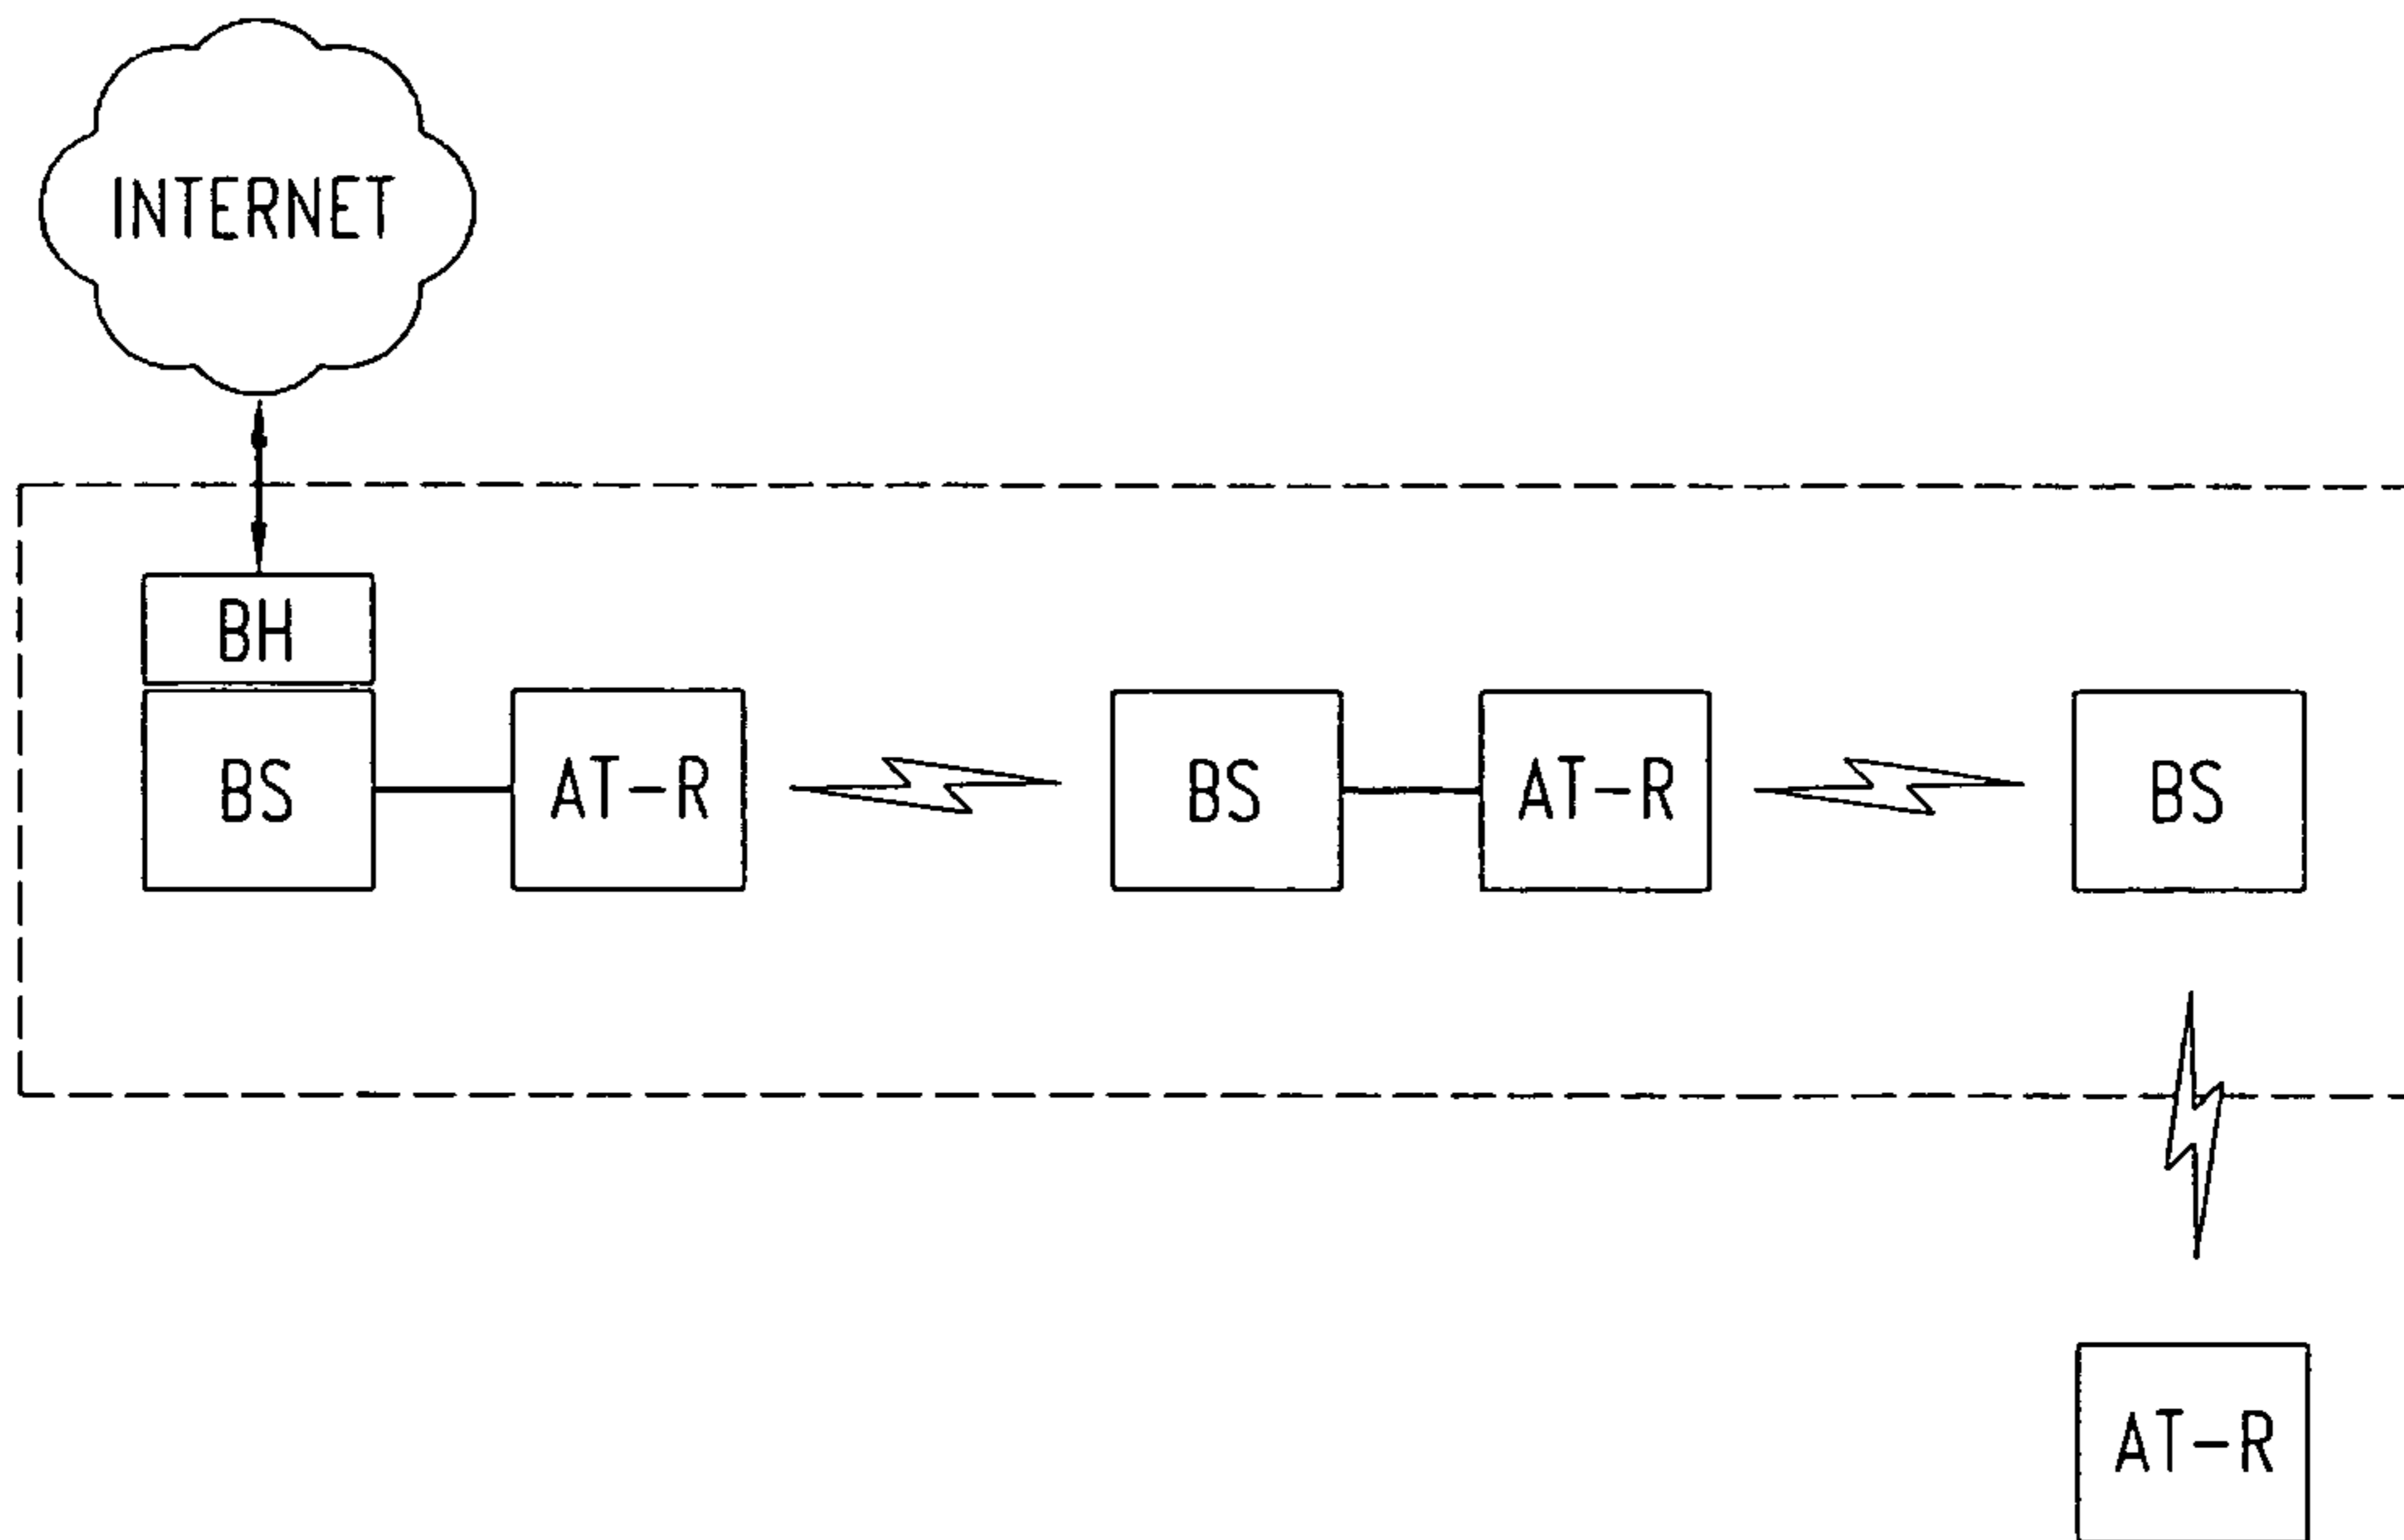 INTERNET
BH
BS
AT-R
BS
AT-R
BS
AT-R